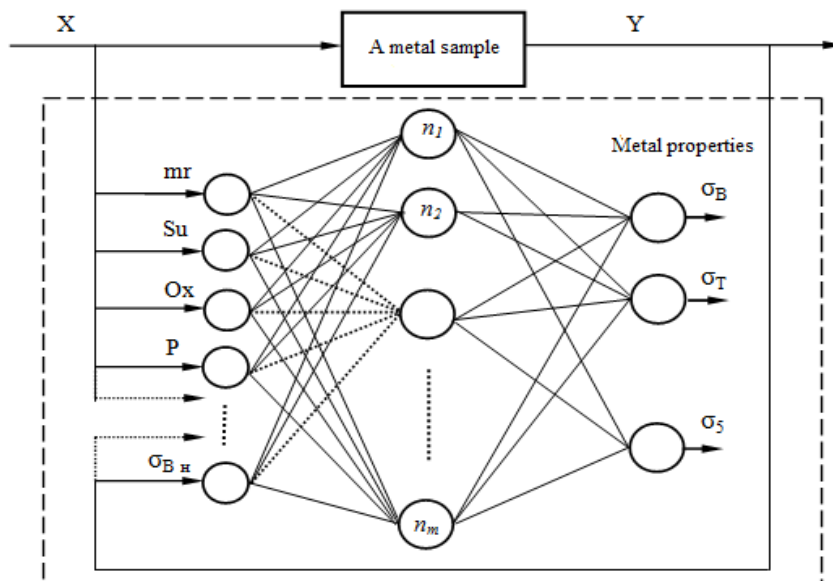 X
A metal sample
Y
n1
Metal properties
mr
n2
σB
Su
σT
Ox
P
σ5
σB н
nm